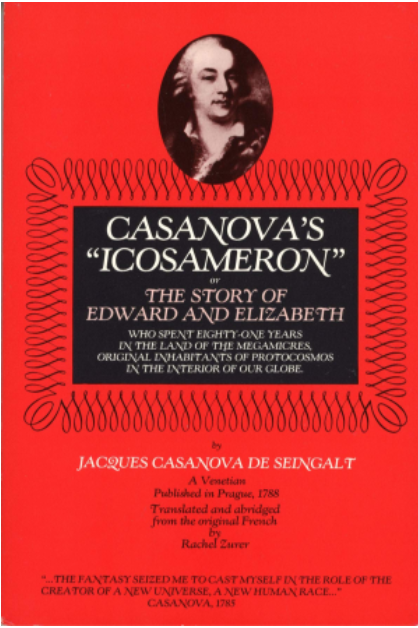 CASANOVA'S
"ICOSAMERON"
or
THE STORY OF
EDWARD AND ELIZABETH
WHO SPENT EIGHTY-ONE YEARS
IN THE LAND OF THE MEGAMICRES,
ORIGINAL INHABITANTS OF PROTOCOSMOS
IN THE INTERIOR OF OUR GLOBE.
by
JACQUES CASANOVA DE SEINGALT
A Venetian
Published in Prague, 1788
Translated and abridged
from the original French
by
Rachel Zurer
"...THE FANTASY SEIZED ME TO CAST MYSELF IN THE ROLE OF THE
CREATOR OF A NEW UNIVERSE, A NEW HUMAN RACE..."
CASANOVA, 1785